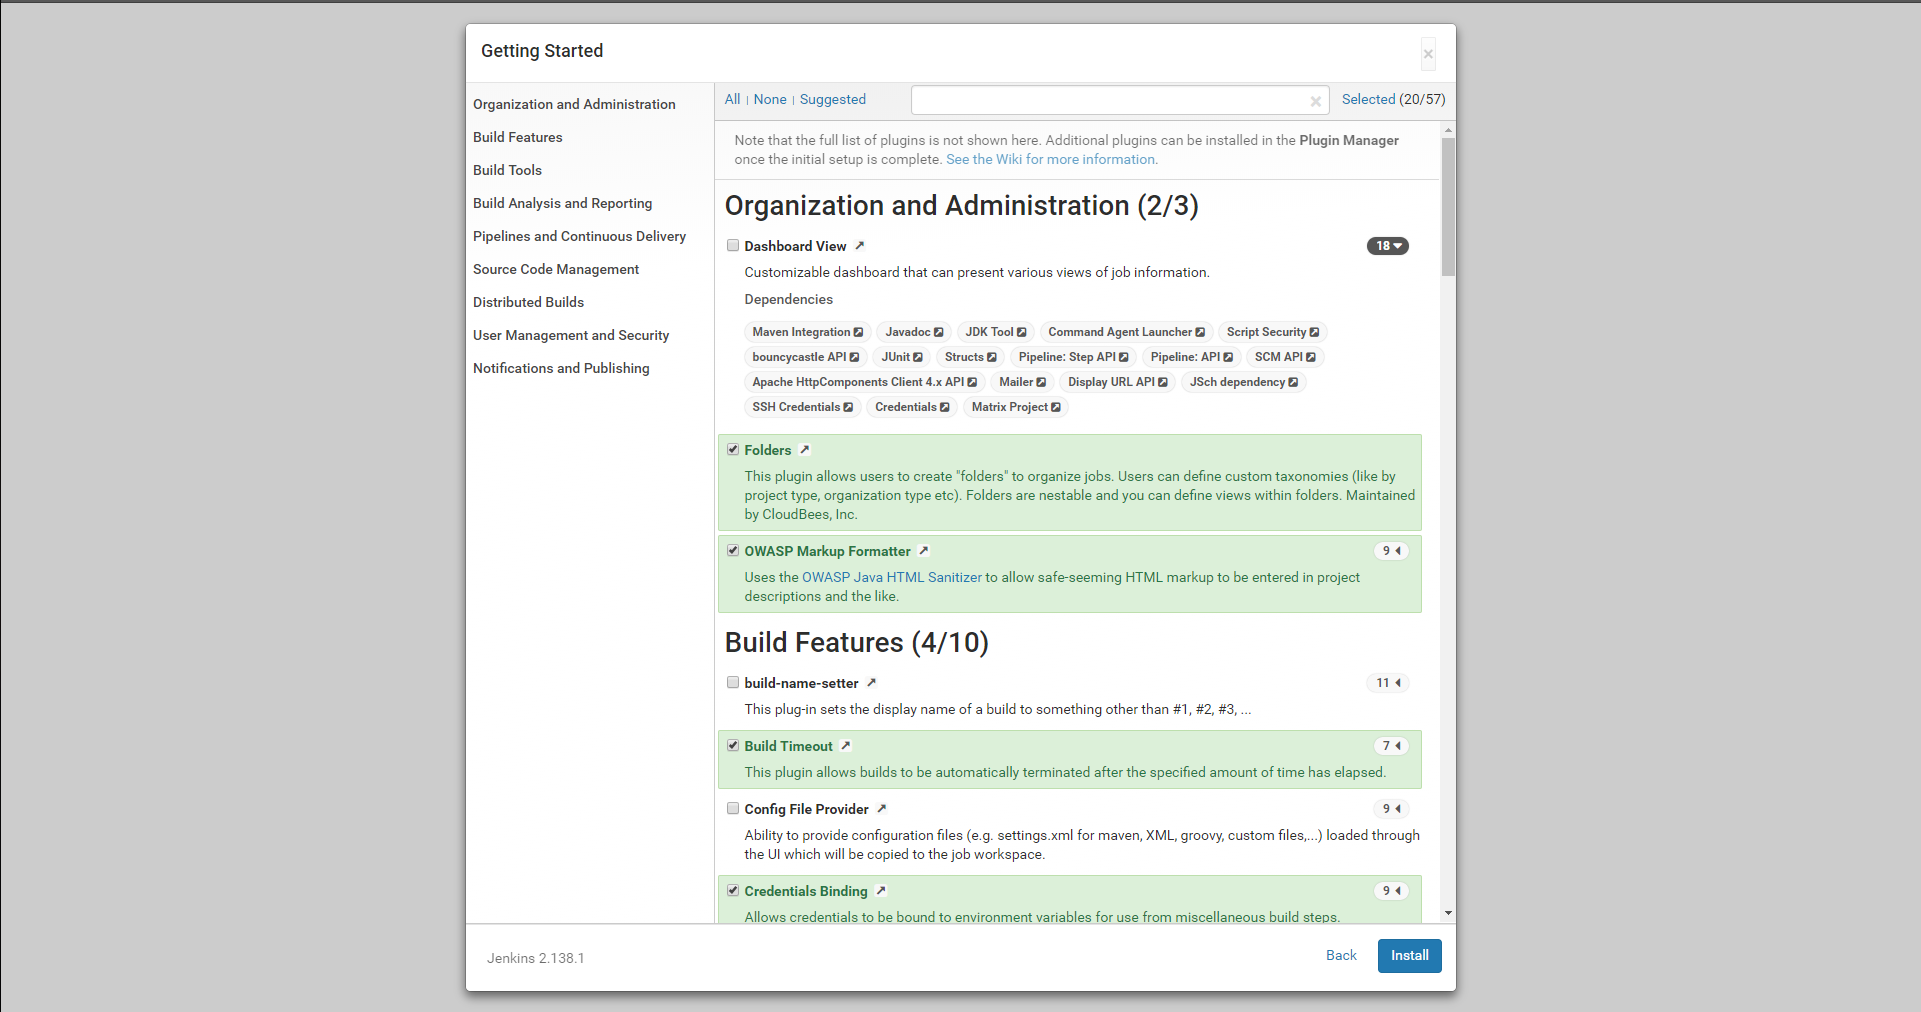 Getting Started
×
Organization and Administration
Build Features
Build Tools
Build Analysis and Reporting
Pipelines and Continuous Delivery
Source Code Management
Distributed Builds
User Management and Security
Notifications and Publishing
All | None | Suggested
×
Selected (20/57)
Note that the full list of plugins is not shown here. Additional plugins can be installed in the Plugin Manager
once the initial setup is complete. See the Wiki for more information.
Organization and Administration (2/3)
Dashboard View 18
Customizable dashboard that can present various views of job information.
Dependencies
Maven Integration Javadoc JDK Tool Command Agent Launcher Script Security
bouncycastle API JUnit Structs Pipeline: Step API Pipeline: API SCM API
Apache HttpComponents Client 4.x API Mailer Display URL API JSch dependency
SSH Credentials Credentials Matrix Project
Folders
This plugin allows users to create "folders" to organize jobs. Users can define custom taxonomies (like by
project type, organization type etc). Folders are nestable and you can define views within folders. Maintained
by CloudBees, Inc.
OWASP Markup Formatter 9
Uses the OWASP Java HTML Sanitizer to allow safe-seeming HTML markup to be entered in project
descriptions and the like.
Build Features (4/10)
build-name-setter 11
This plug-in sets the display name of a build to something other than #1, #2, #3, ...
Build Timeout 7
This plugin allows builds to be automatically terminated after the specified amount of time has elapsed.
Config File Provider 9
Ability to provide configuration files (e.g. settings.xml for maven, XML, groovy, custom files,...) loaded through
the UI which will be copied to the job workspace.
Credentials Binding 9
Allows credentials to be bound to environment variables for use from miscellaneous build steps.
Jenkins 2.138.1
Back
Install